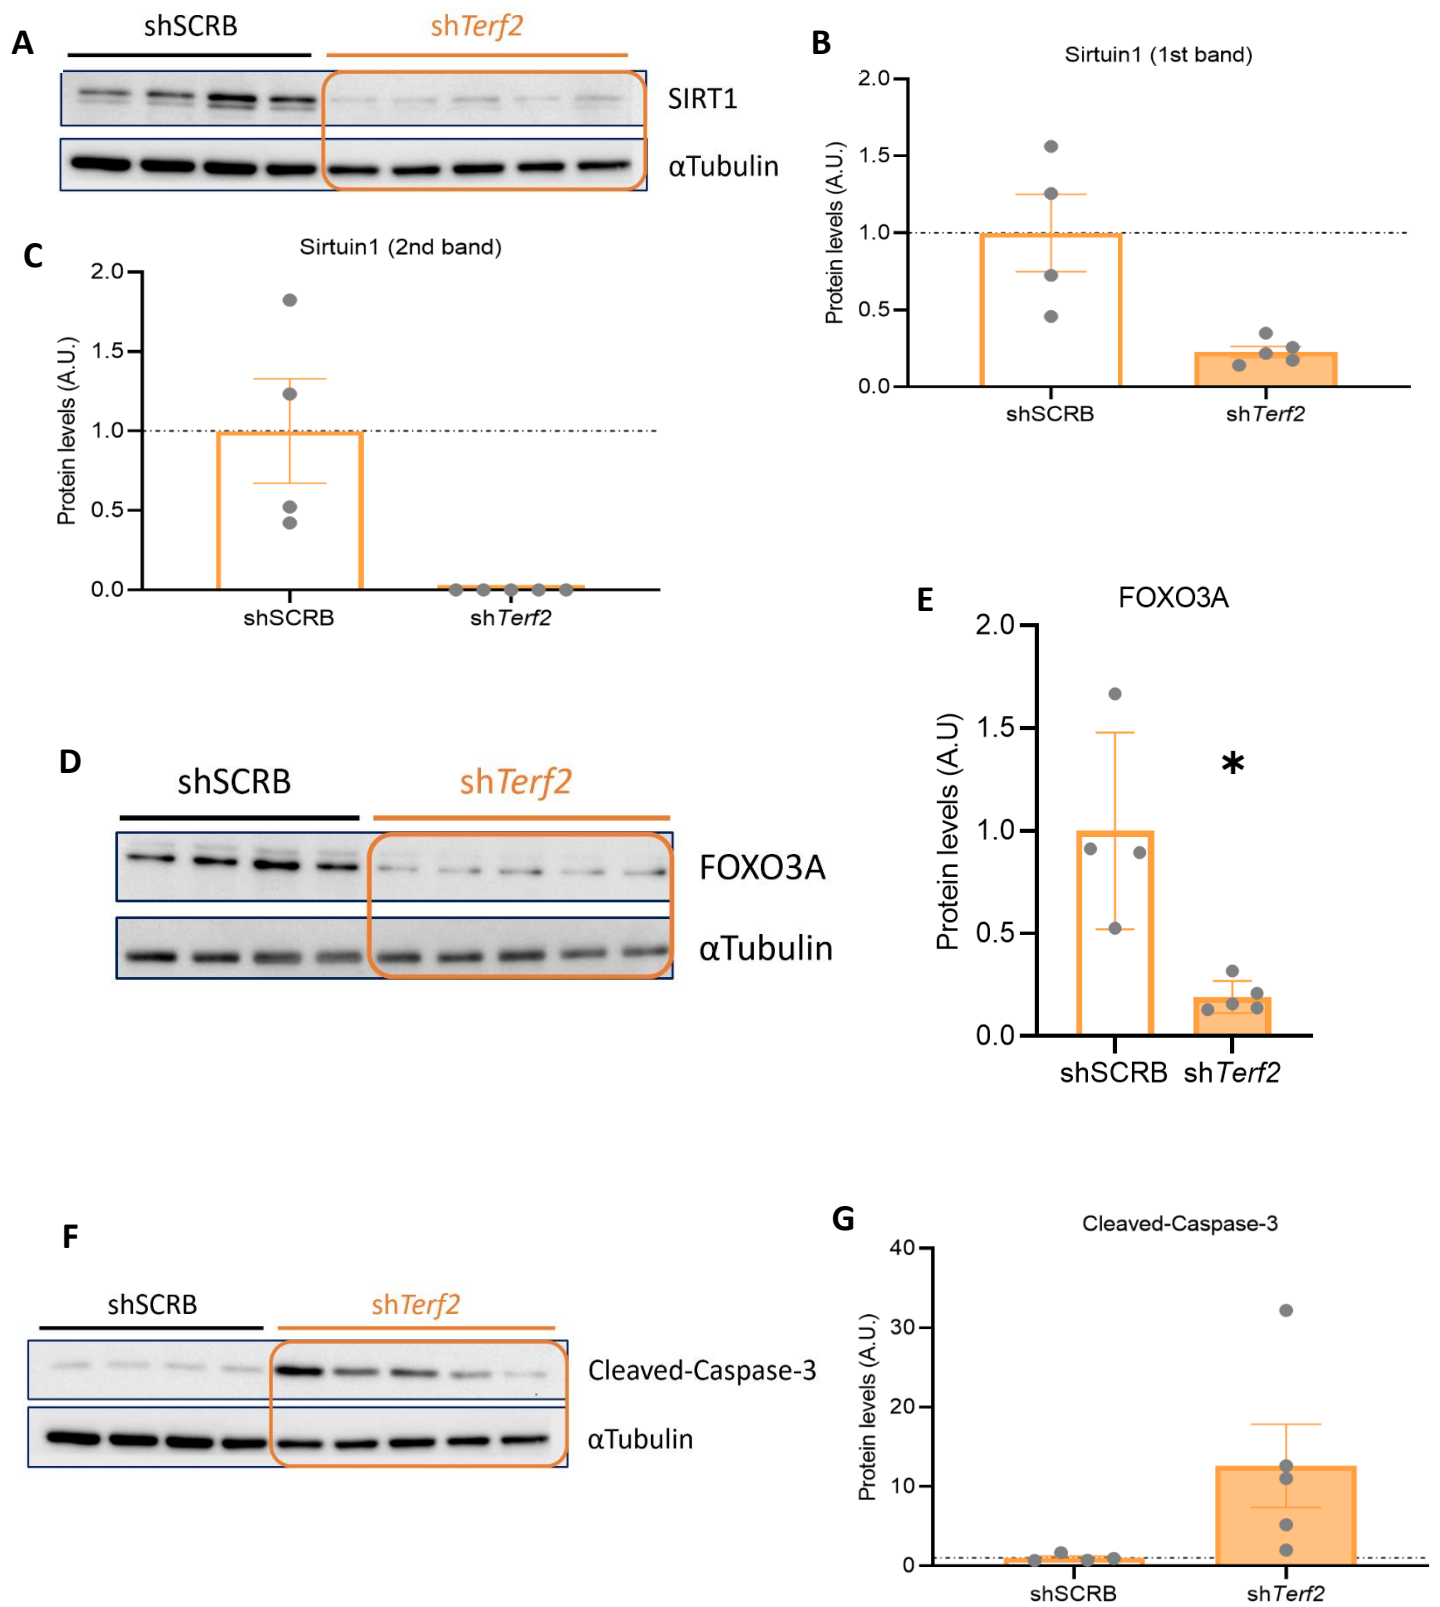 A
shSCRB
shTerf2
SIRT1
αTubulin
B
Sirtuin1 (1st band)
Protein levels (A.U.)
2.0
1.5
1.0
0.5
0.0
shSCRB
shTerf2
C
Sirtuin1 (2nd band)
Protein levels (A.U.)
2.0
1.5
1.0
0.5
0.0
shSCRB
shTerf2
D
shSCRB
shTerf2
FOXO3A
αTubulin
E
FOXO3A
Protein levels (A.U)
2.0
1.5
1.0
0.5
0.0
*
shSCRB
shTerf2
F
shSCRB
shTerf2
Cleaved-Caspase-3
αTubulin
G
Cleaved-Caspase-3
Protein levels (A.U.)
40
30
20
10
0
shSCRB
shTerf2